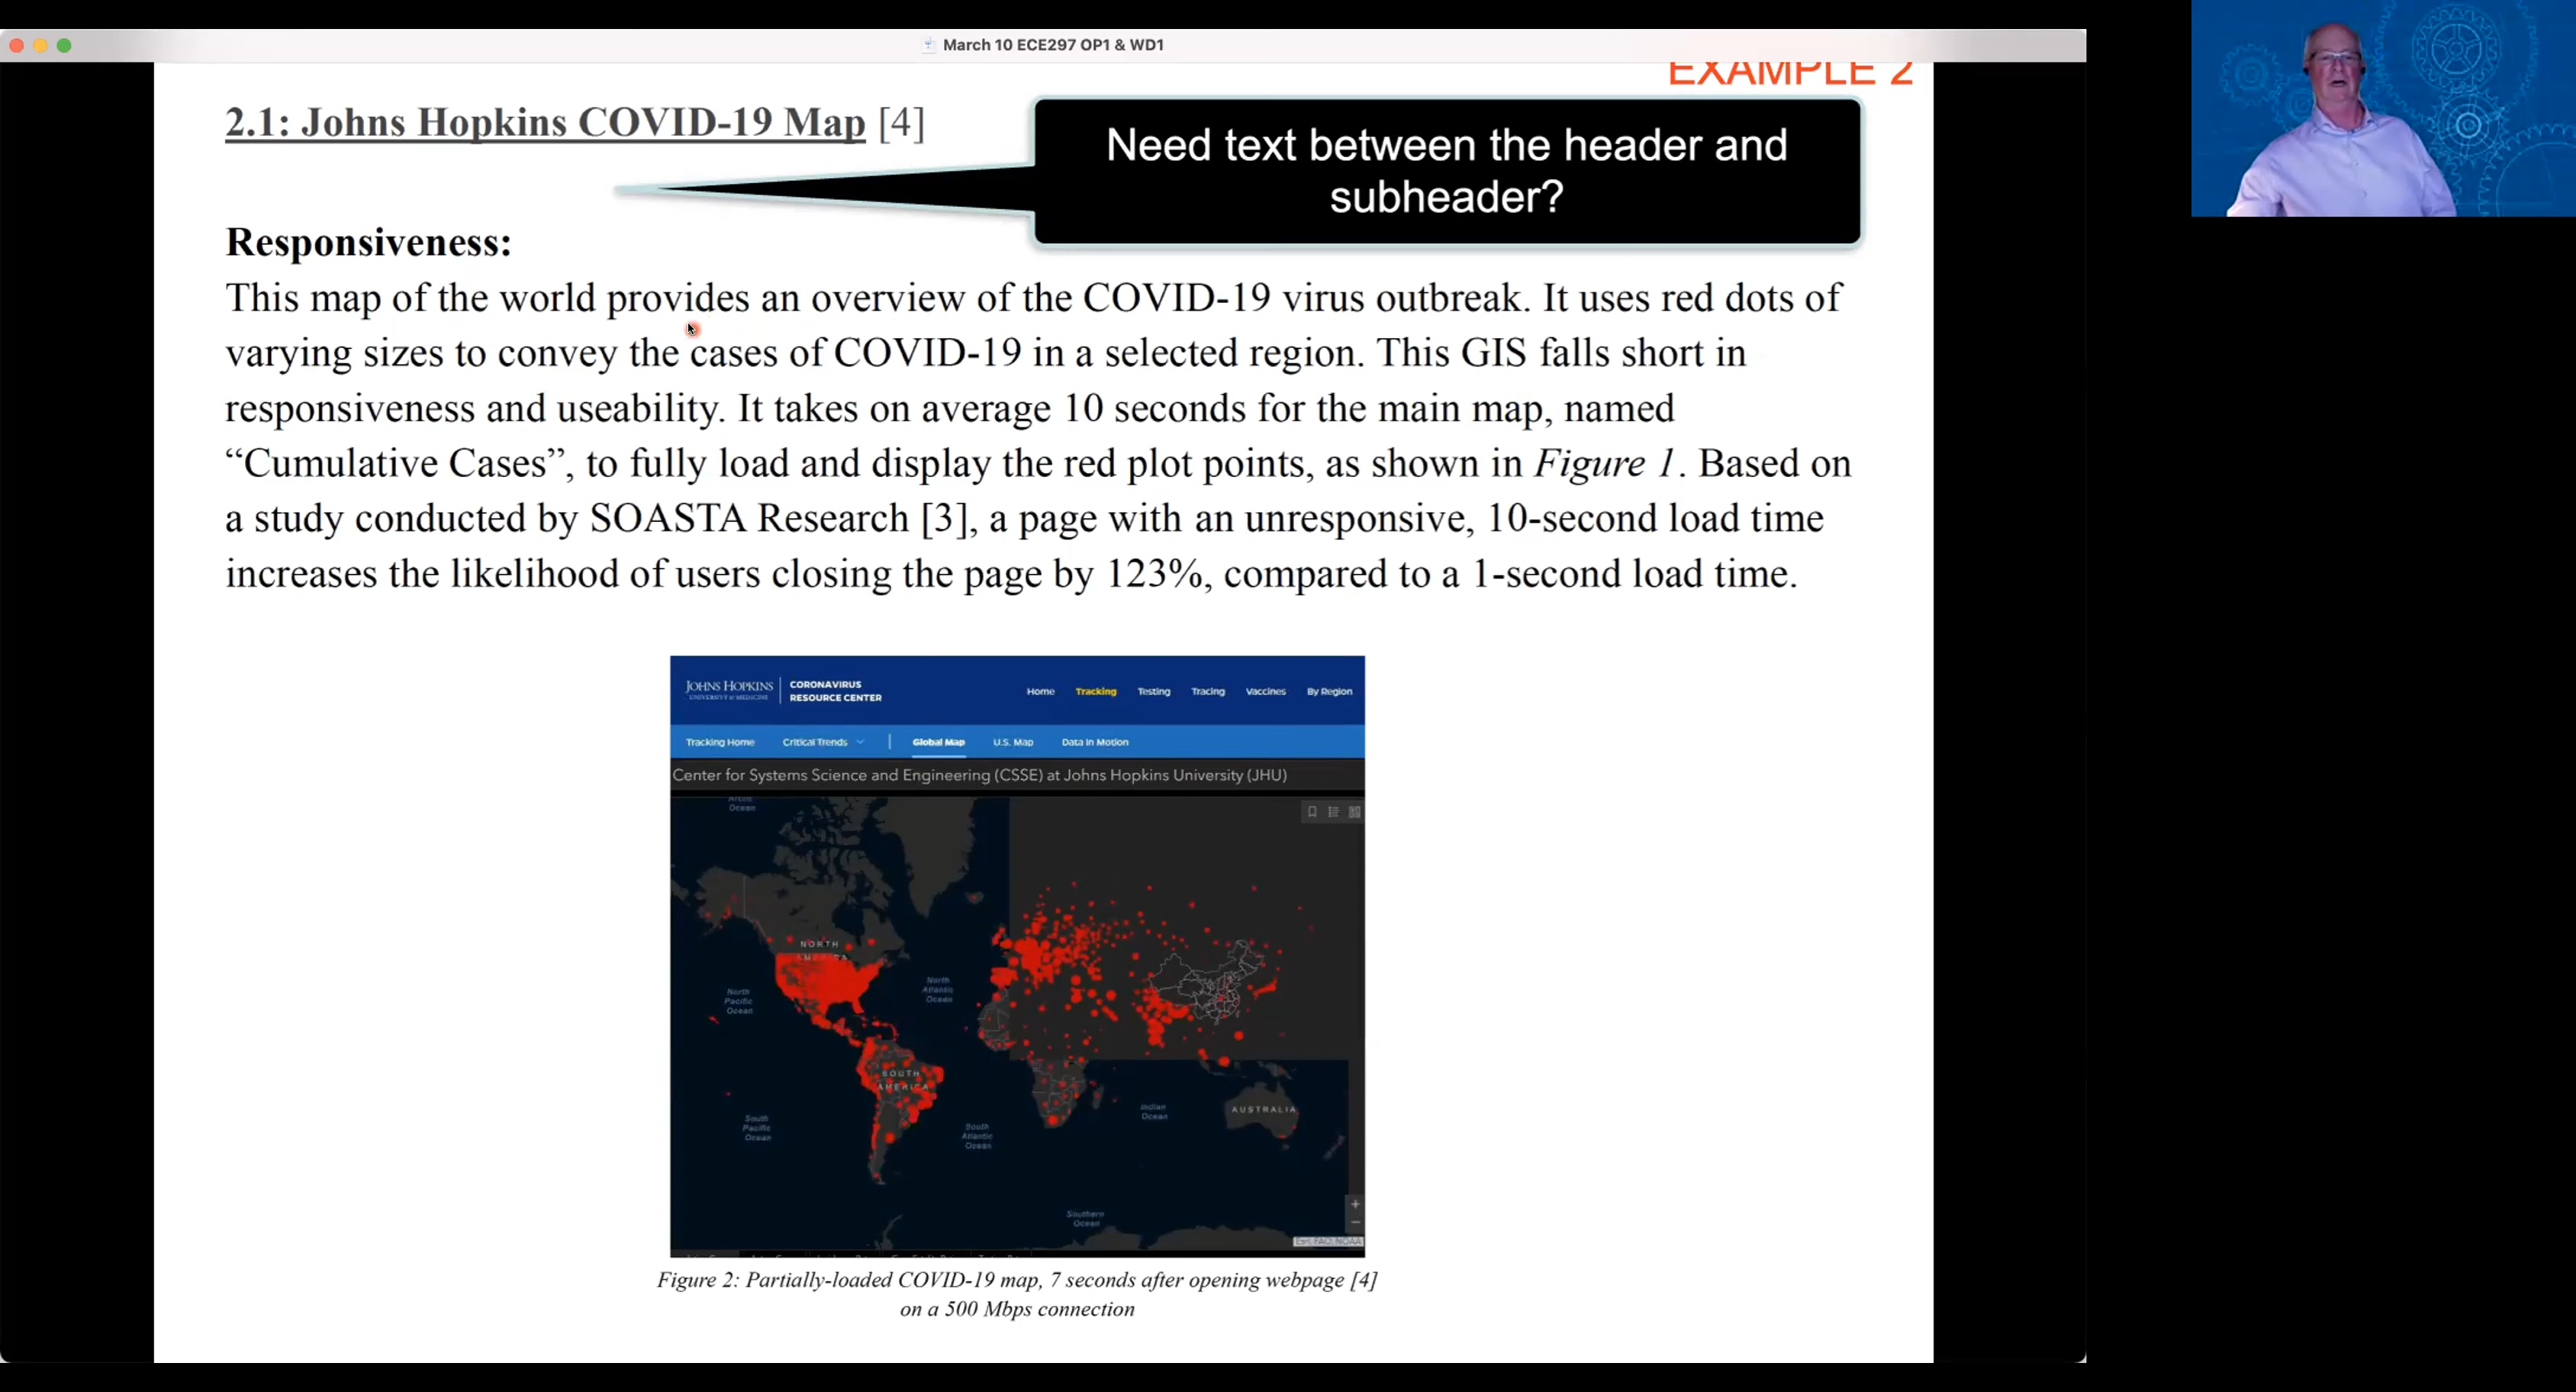 March 10 ECE297 OP1 & WD1
EXAMPLE 2
2.1: Johns Hopkins COVID-19 Map [4]
Need text between the header and
subheader?
Responsiveness:
This map of the world provides an overview of the COVID-19 virus outbreak. It uses red dots of
varying sizes to convey the cases of COVID-19 in a selected region. This GIS falls short in
responsiveness and useability. It takes on average 10 seconds for the main map, named
“Cumulative Cases”, to fully load and display the red plot points, as shown in Figure 1. Based on
a study conducted by SOASTA Research [3], a page with an unresponsive, 10-second load time
increases the likelihood of users closing the page by 123%, compared to a 1-second load time.
JOHNS HOPKINS
UNIVERSITY of MEDICINE
CORONAVIRUS
RESOURCE CENTER
Home Tracking Testing Tracing Vaccines By Region
Tracking Home Critical Trends Global Map U.S. Map Data in Motion
Center for Systems Science and Engineering (CSSE) at Johns Hopkins University (JHU)
Arctic
Ocean
NORTH
AMERICA
North
Pacific
Ocean
North
Atlantic
Ocean
SOUTH
AMERICA
South
Pacific
Ocean
South
Atlantic
Ocean
Indian
Ocean
AUSTRALIA
Southern
Ocean
Esri, FAO, NOAA
Figure 2: Partially-loaded COVID-19 map, 7 seconds after opening webpage [4]
on a 500 Mbps connection